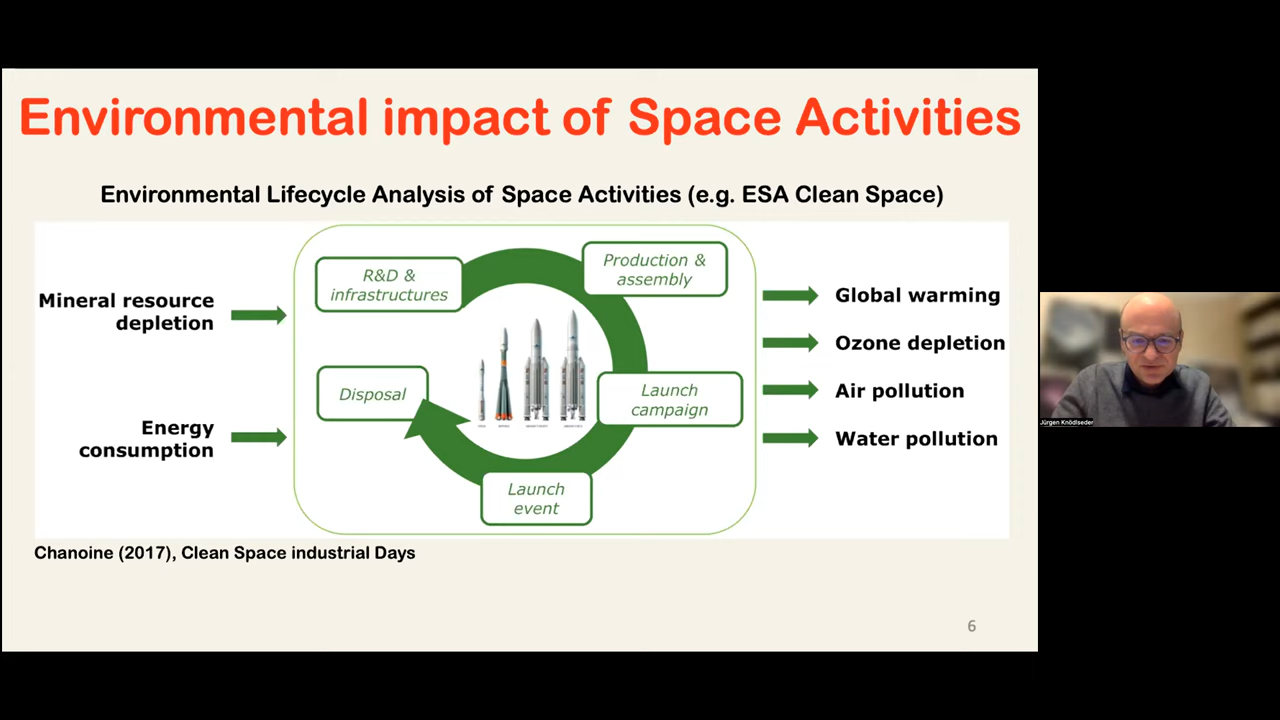 Environmental impact of Space Activities
Environmental Lifecycle Analysis of Space Activities (e.g. ESA Clean Space)
Mineral resource
depletion
Energy
consumption
R&D &
infrastructures
Production &
assembly
Launch
campaign
Launch
event
Disposal
Global warming
Ozone depletion
Air pollution
Water pollution
Chanoine (2017), Clean Space industrial Days
6
Jürgen Knödlseder